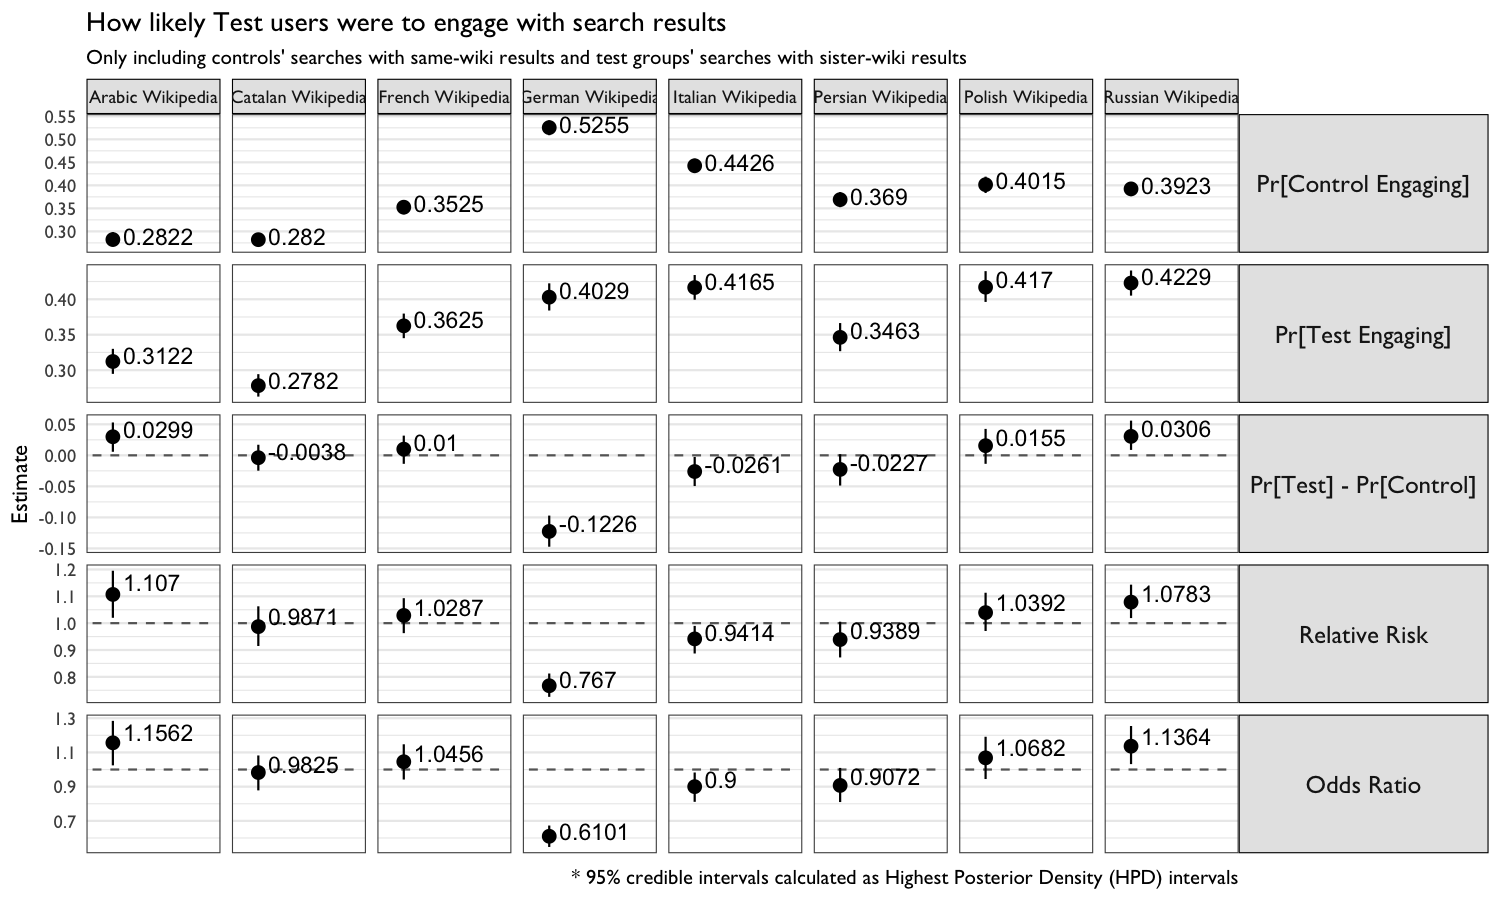 How likely Test users were to engage with search results
Only including controls' searches with same-wiki results and test groups' searches with sister-wiki results
Arabic Wikipedia Catalan Wikipedia French Wikipedia German Wikipedia Italian Wikipedia Persian Wikipedia Polish Wikipedia Russian Wikipedia
0.55
0.50
0.45
0.40
0.35
0.30
0.2822 0.282 0.3525 0.5255 0.4426 0.369 0.4015 0.3923
Pr[Control Engaging]
0.40
0.35
0.30
0.3122 0.2782 0.3625 0.4029 0.4165 0.3463 0.417 0.4229
Pr[Test Engaging]
Estimate
0.05
0.00
-0.05
-0.10
-0.15
0.0299 -0.0038 0.01 -0.1226 -0.0261 -0.0227 0.0155 0.0306
Pr[Test] - Pr[Control]
1.2
1.1
1.0
0.9
0.8
1.107 0.9871 1.0287 0.767 0.9414 0.9389 1.0392 1.0783
Relative Risk
1.3
1.1
0.9
0.7
1.1562 0.9825 1.0456 0.6101 0.9 0.9072 1.0682 1.1364
Odds Ratio
* 95% credible intervals calculated as Highest Posterior Density (HPD) intervals